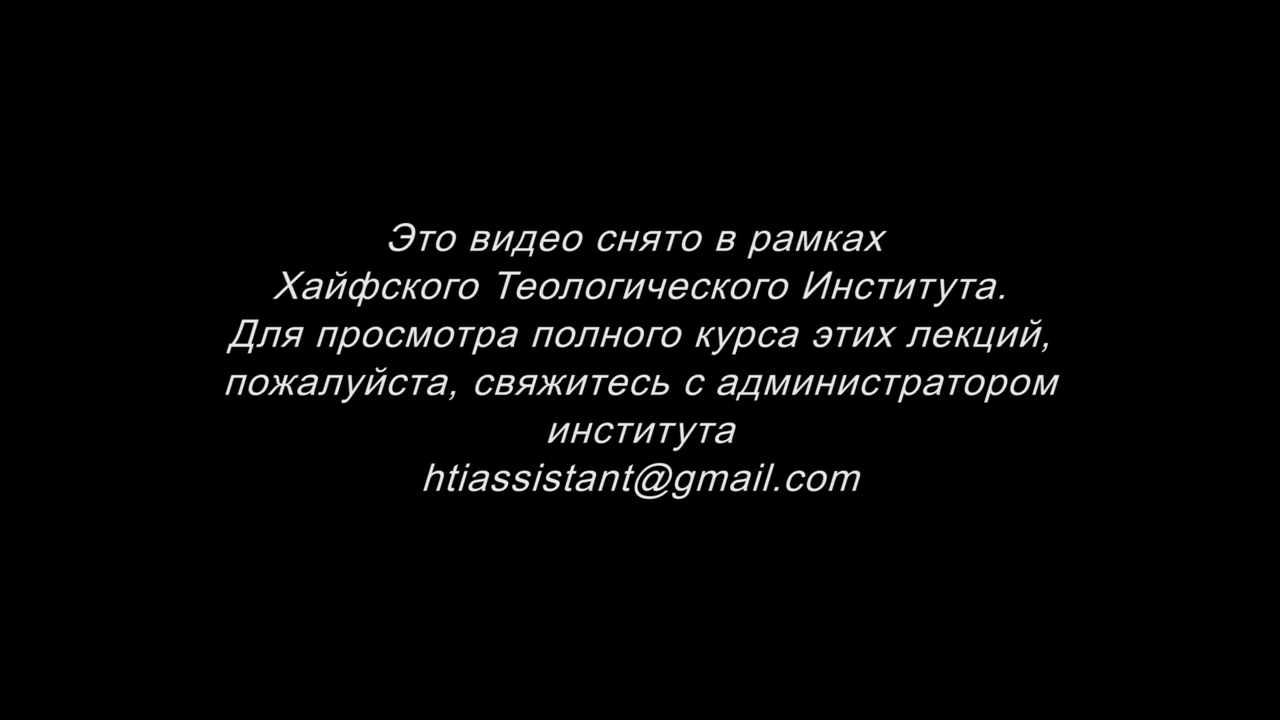 Это видео снято в рамках
Хайфского Теологического Института.
Для просмотра полного курса этих лекций,
пожалуйста, свяжитесь с администратором
института
htiassistant@gmail.com